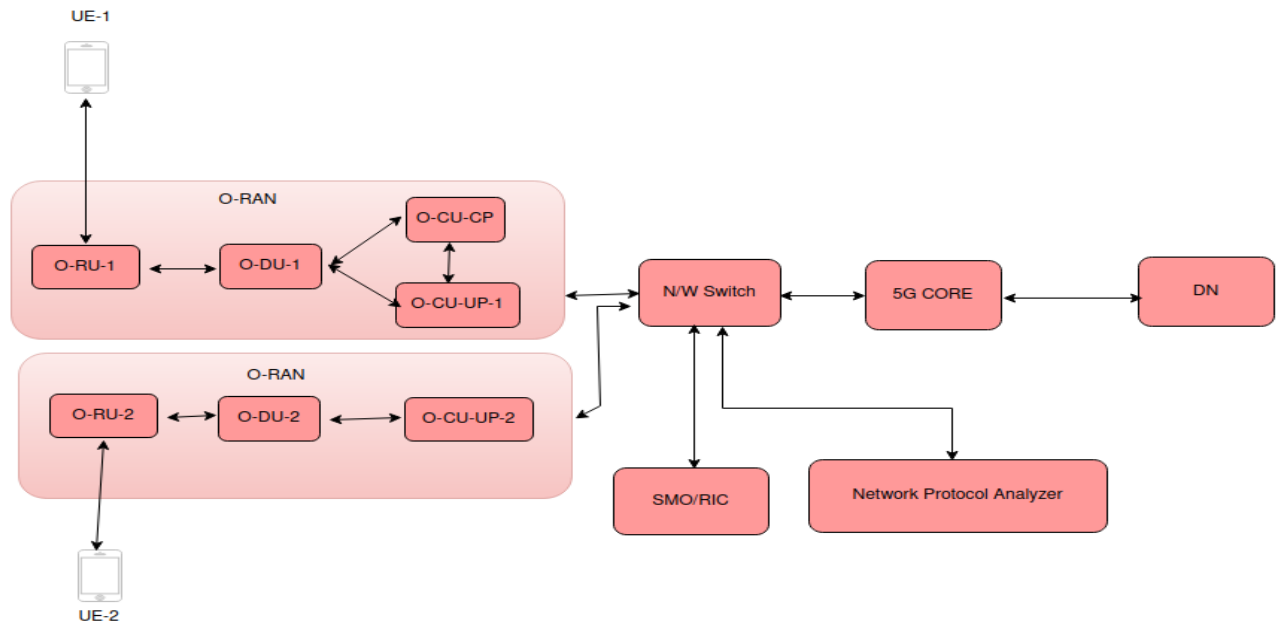 UE-1
O-RAN
O-CU-CP
O-RU-1
O-DU-1
O-CU-UP-1
N/W Switch
5G CORE
DN
O-RAN
O-RU-2
O-DU-2
O-CU-UP-2
SMO/RIC
Network Protocol Analyzer
UE-2